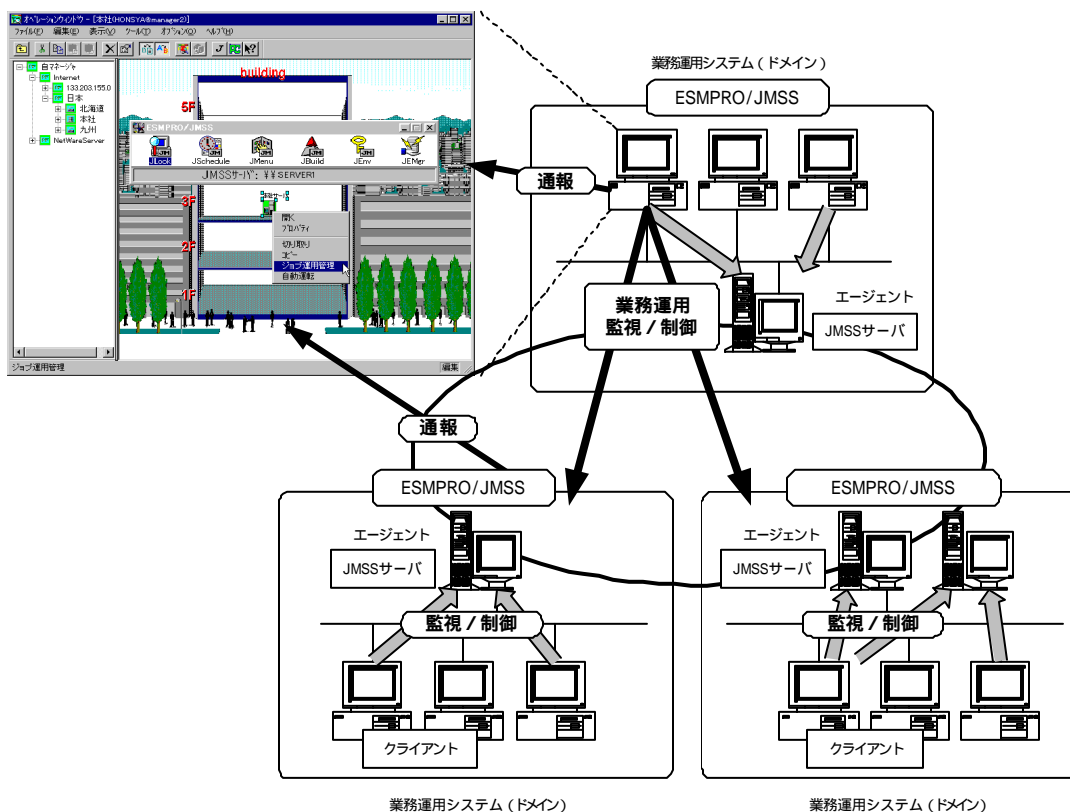 オペレーションウィンドウ - [本社(HONSYA@manager2)]
ファイル(F) 編集(E) 表示(V) ツール(T) オプション(O) ヘルプ(H)
自マネージャ
Internet
133.203.155.0
日本
北海道
本社
九州
NetWareServer
building
5F
ESMPRO/JMSS
JLook
JSchedule
JMenu
JBuild
JEnv
JEMgr
JMSSサーバ: ¥¥SERVER1
3F
2F
1F
開く
プロパティ
切り取り
コピー
ジョブ運用管理
自動運転
ジョブ運用管理
編集
業務運用システム(ドメイン)
ESMPRO/JMSS
通報
業務運用
監視/制御
エージェント
JMSSサーバ
通報
ESMPRO/JMSS
エージェント
JMSSサーバ
監視/制御
クライアント
業務運用システム(ドメイン)
ESMPRO/JMSS
エージェント
JMSSサーバ
監視/制御
クライアント
業務運用システム(ドメイン)